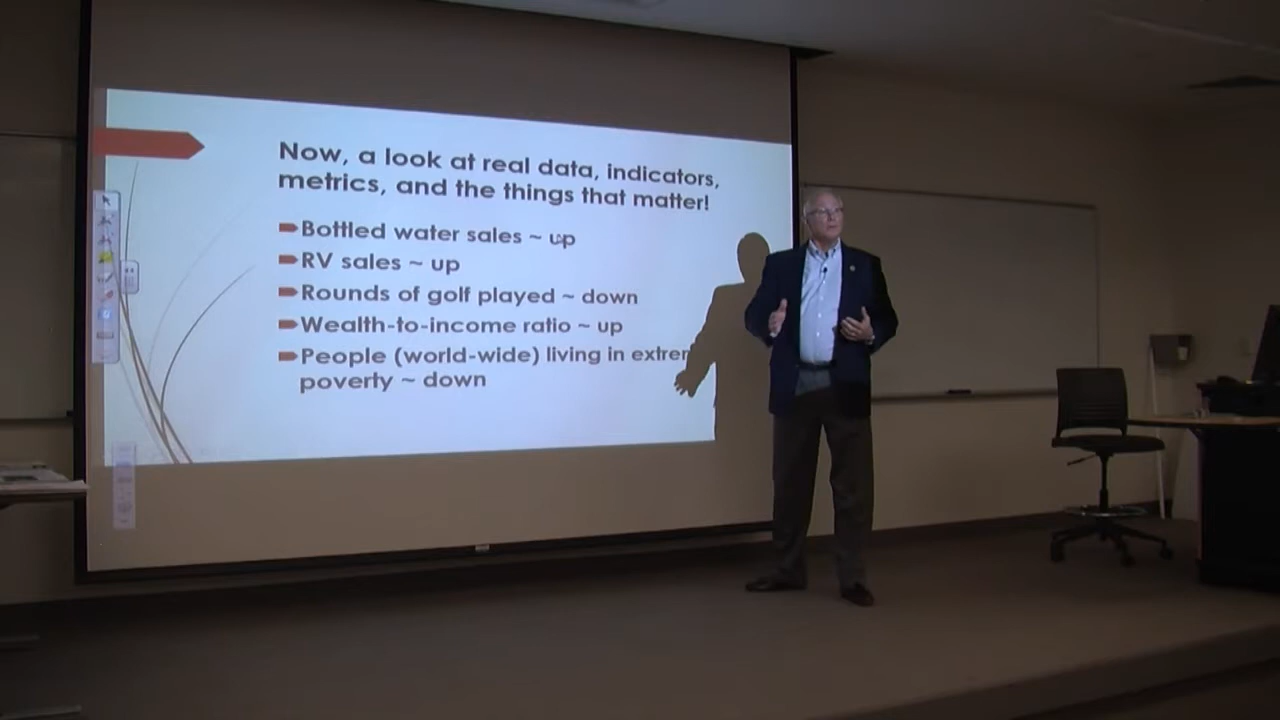 Now, a look at real data, indicators,
metrics, and the things that matter!
Bottled water sales ~ up
RV sales ~ up
Rounds of golf played ~ down
Wealth-to-income ratio ~ up
People (world-wide) living in extrem
poverty ~ down